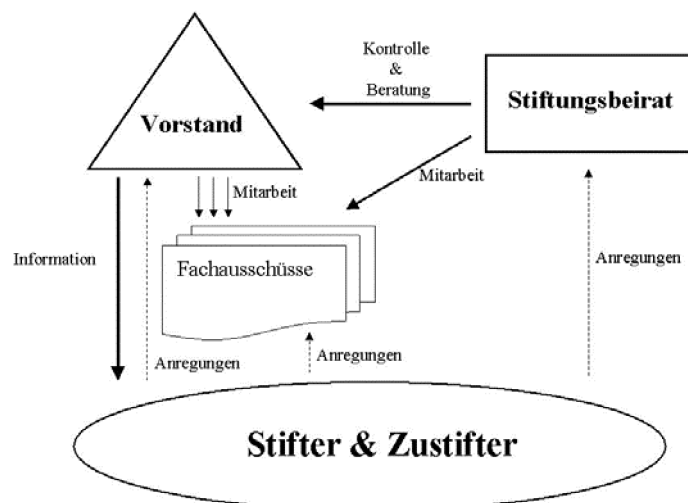 Kontrolle
&
Beratung
Stiftungsbeirat
Vorstand
Mitarbeit
Mitarbeit
Information
Fachausschüsse
Anregungen
Anregungen
Anregungen
Stifter & Zustifter